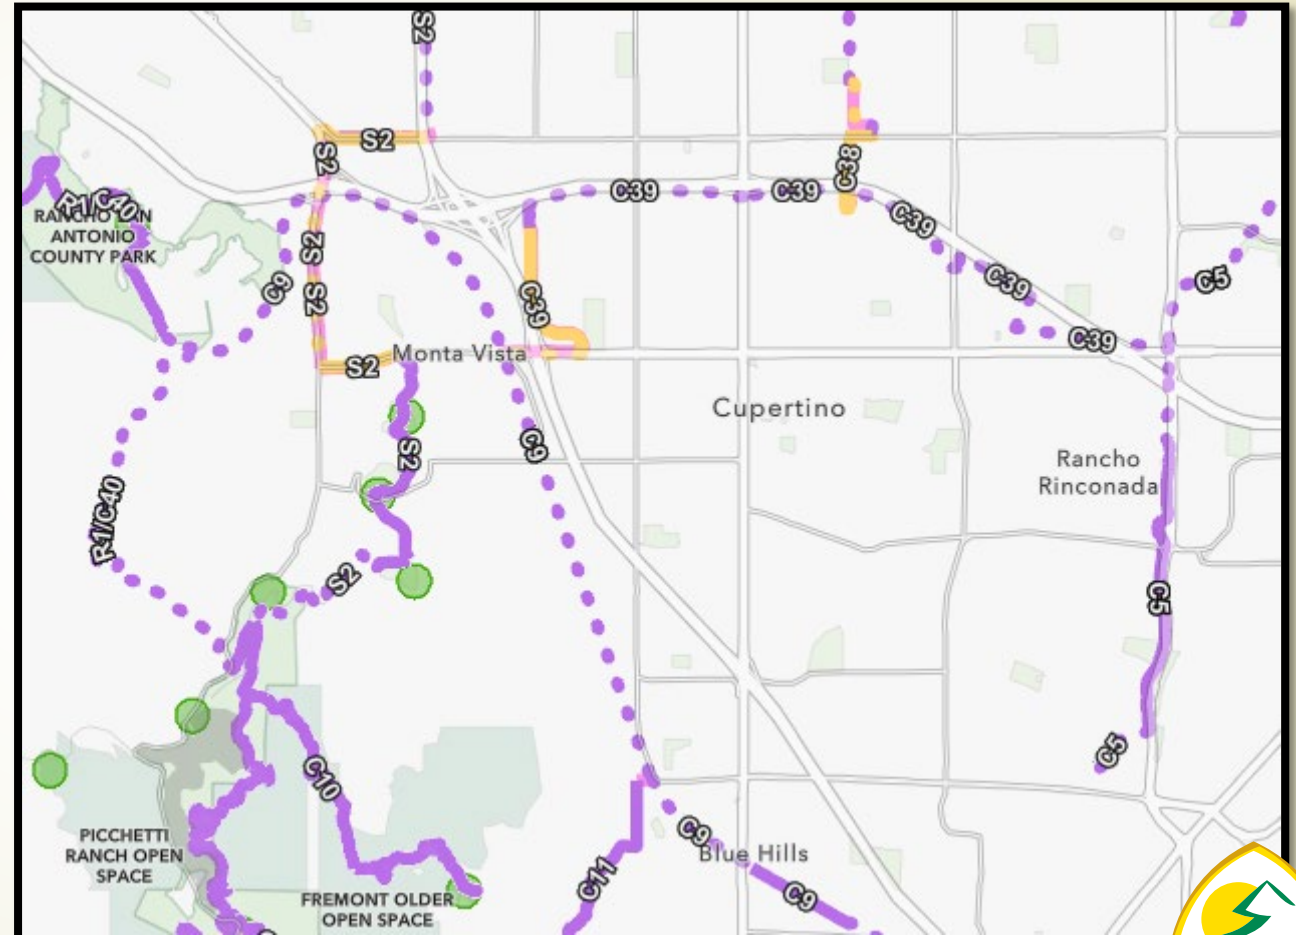 S2
S2
S2
C38
R1/C40
RANCHO SAN
ANTONIO
COUNTY PARK
C39
C39
C39
S2
C9
S2
C39
C39
C5
C39
Monta Vista
S2
Cupertino
S2
C9
Rancho
Rinconada
R1/C40
S2
C5
C10
C5
PICCHETTI
RANCH OPEN
SPACE
C9
Blue Hills
C11
C9
FREMONT OLDER
OPEN SPACE